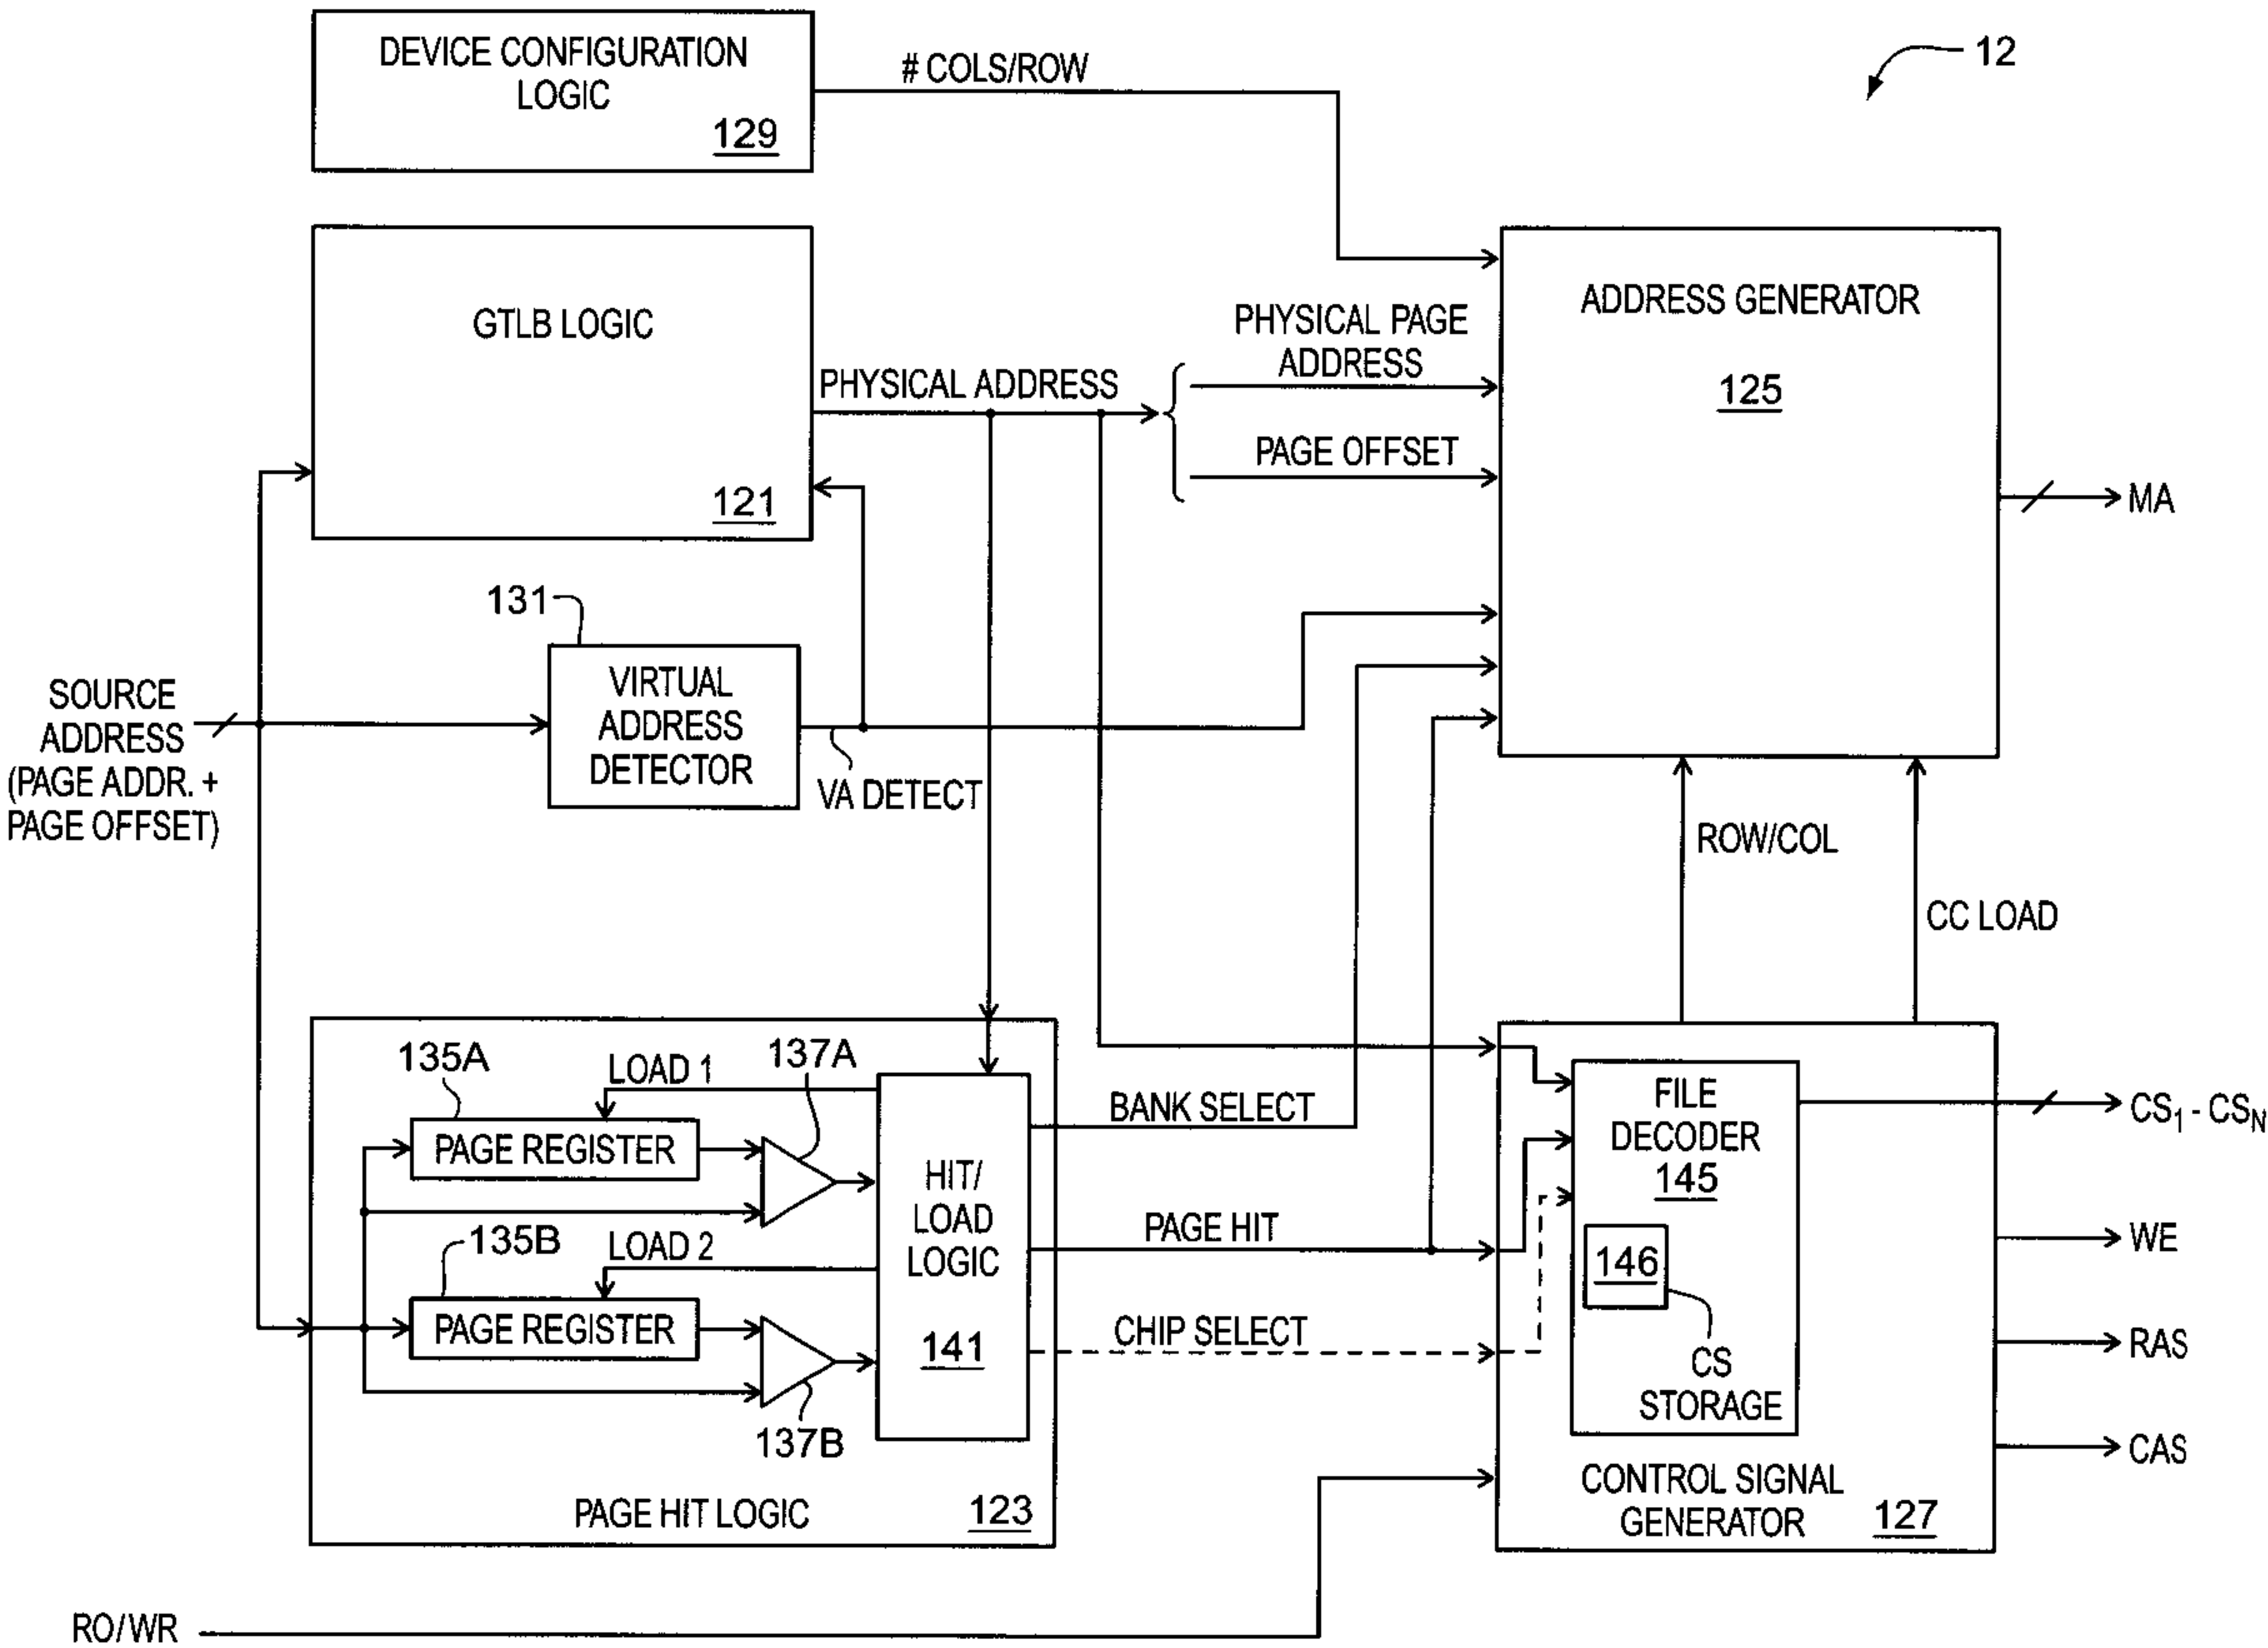 DEVICE CONFIGURATION
LOGIC
129
# COLS/ROW
12
GTLB LOGIC
121
PHYSICAL ADDRESS
PHYSICAL PAGE
ADDRESS
PAGE OFFSET
ADDRESS GENERATOR
125
MA
131
VIRTUAL
ADDRESS
DETECTOR
VA DETECT
SOURCE
ADDRESS
(PAGE ADDR. +
PAGE OFFSET)
ROW/COL
CC LOAD
135A
LOAD 1
137A
PAGE REGISTER
135B
LOAD 2
PAGE REGISTER
137B
HIT/
LOAD
LOGIC
141
PAGE HIT LOGIC
123
BANK SELECT
PAGE HIT
CHIP SELECT
FILE
DECODER
145
146
CS
STORAGE
CONTROL SIGNAL
GENERATOR
127
CS1 - CSN
WE
RAS
CAS
RO/WR